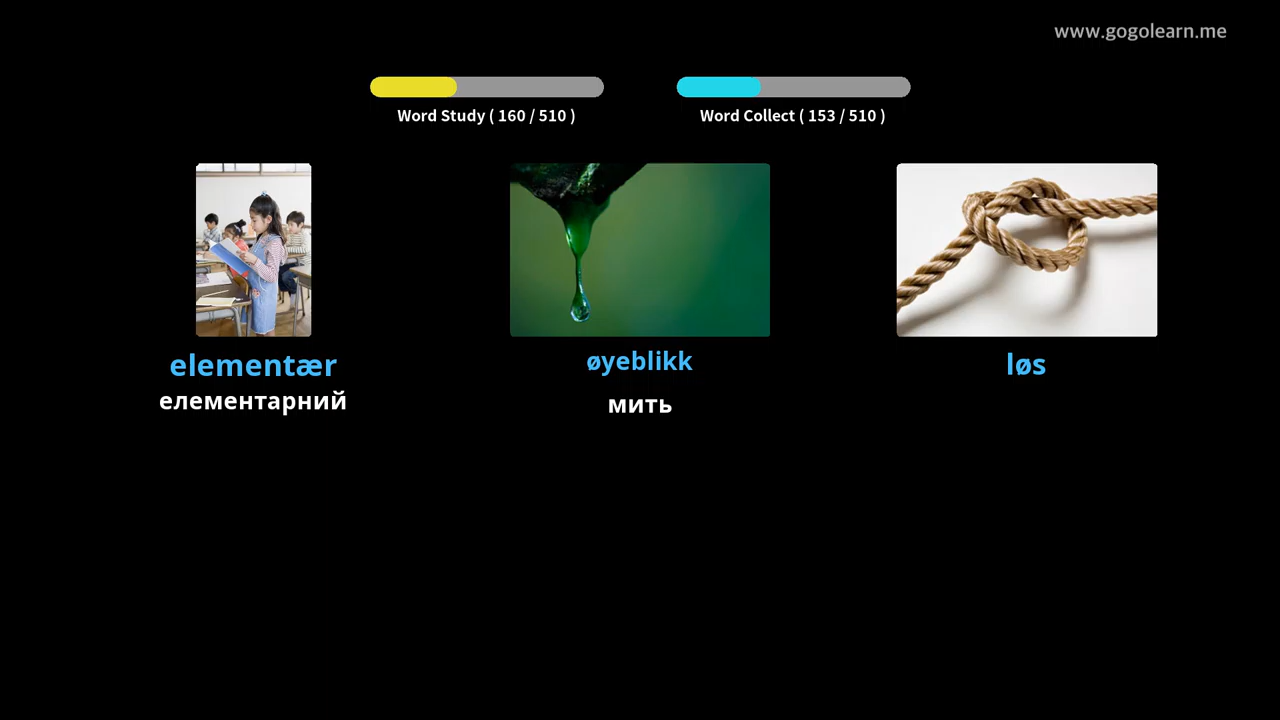 www.gogolearn.me
Word Study ( 160 / 510 )
Word Collect ( 153 / 510 )
elementær
елементарний
øyeblikk
мить
løs